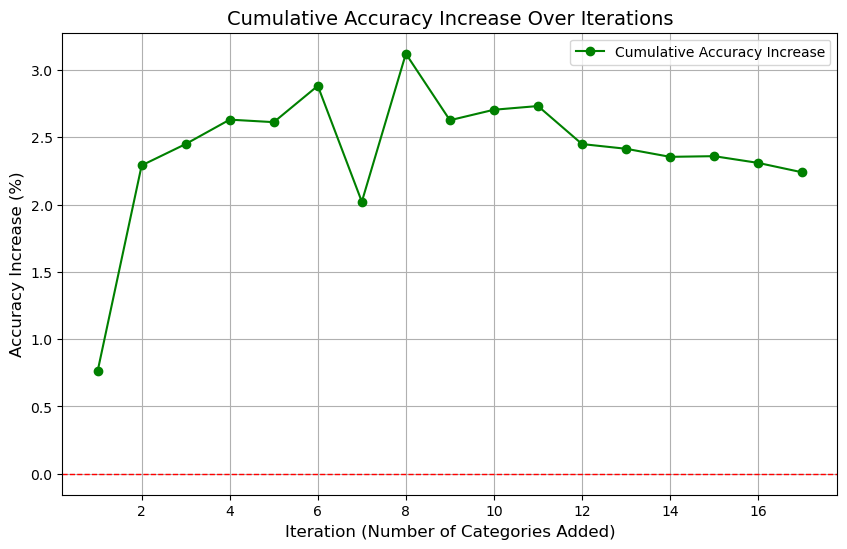 Cumulative Accuracy Increase Over Iterations
Cumulative Accuracy Increase
Accuracy Increase (%)
3.0
2.5
2.0
1.5
1.0
0.5
0.0
2 4 6 8 10 12 14 16
Iteration (Number of Categories Added)